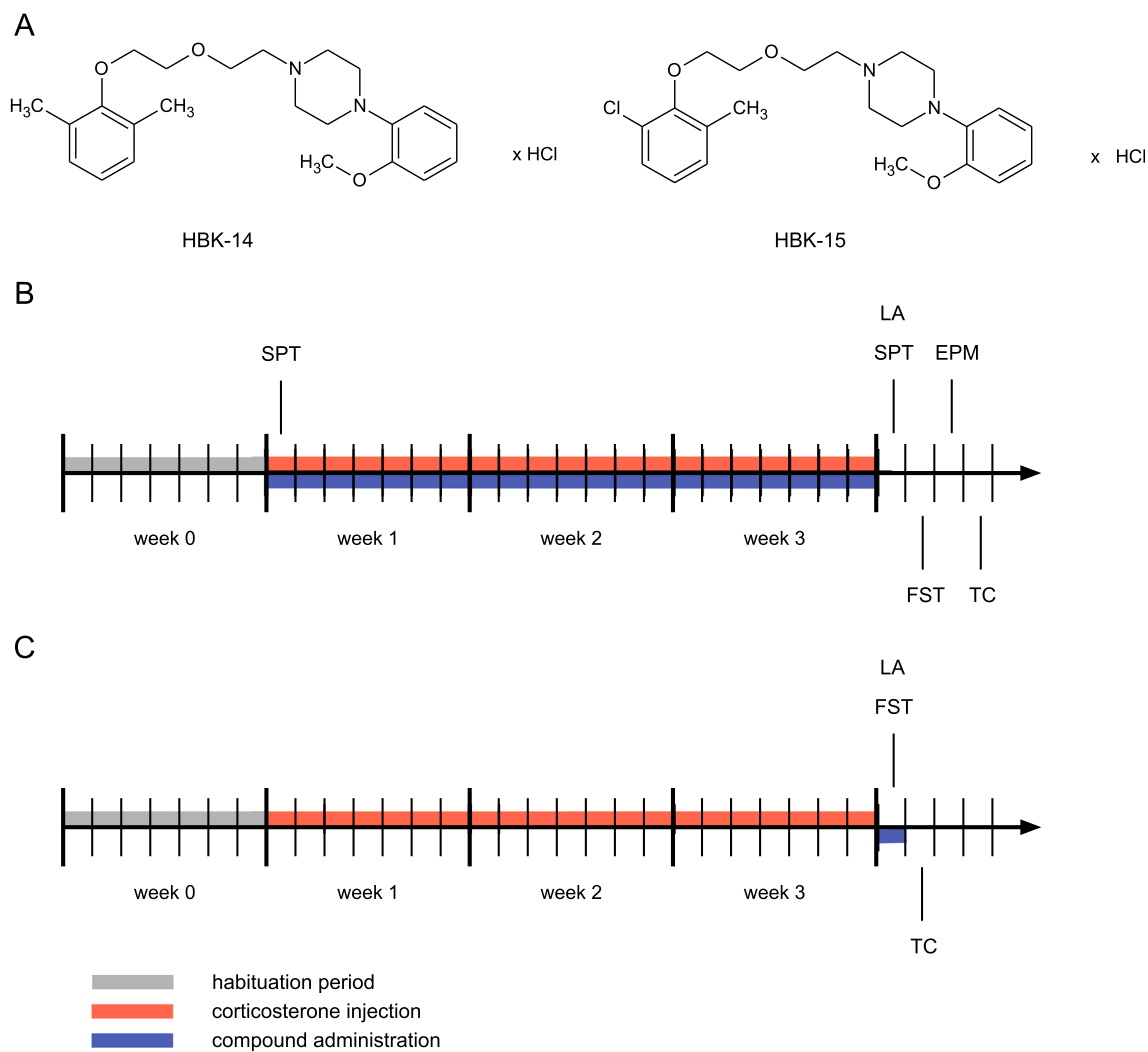 A
O
O
N
N
H₃C
CH₃
H₃C
O
x HCl
HBK-14
O
O
N
N
Cl
CH₃
H₃C
O
x HCl
HBK-15
B
LA
SPT
SPT
EPM
week 0
week 1
week 2
week 3
FST
TC
C
LA
FST
week 0
week 1
week 2
week 3
TC
habituation period
corticosterone injection
compound administration